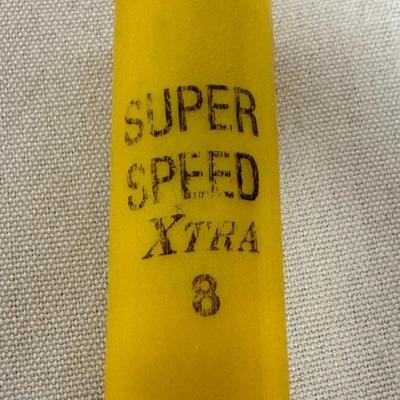 SUPER
SPEED
XTRA
8